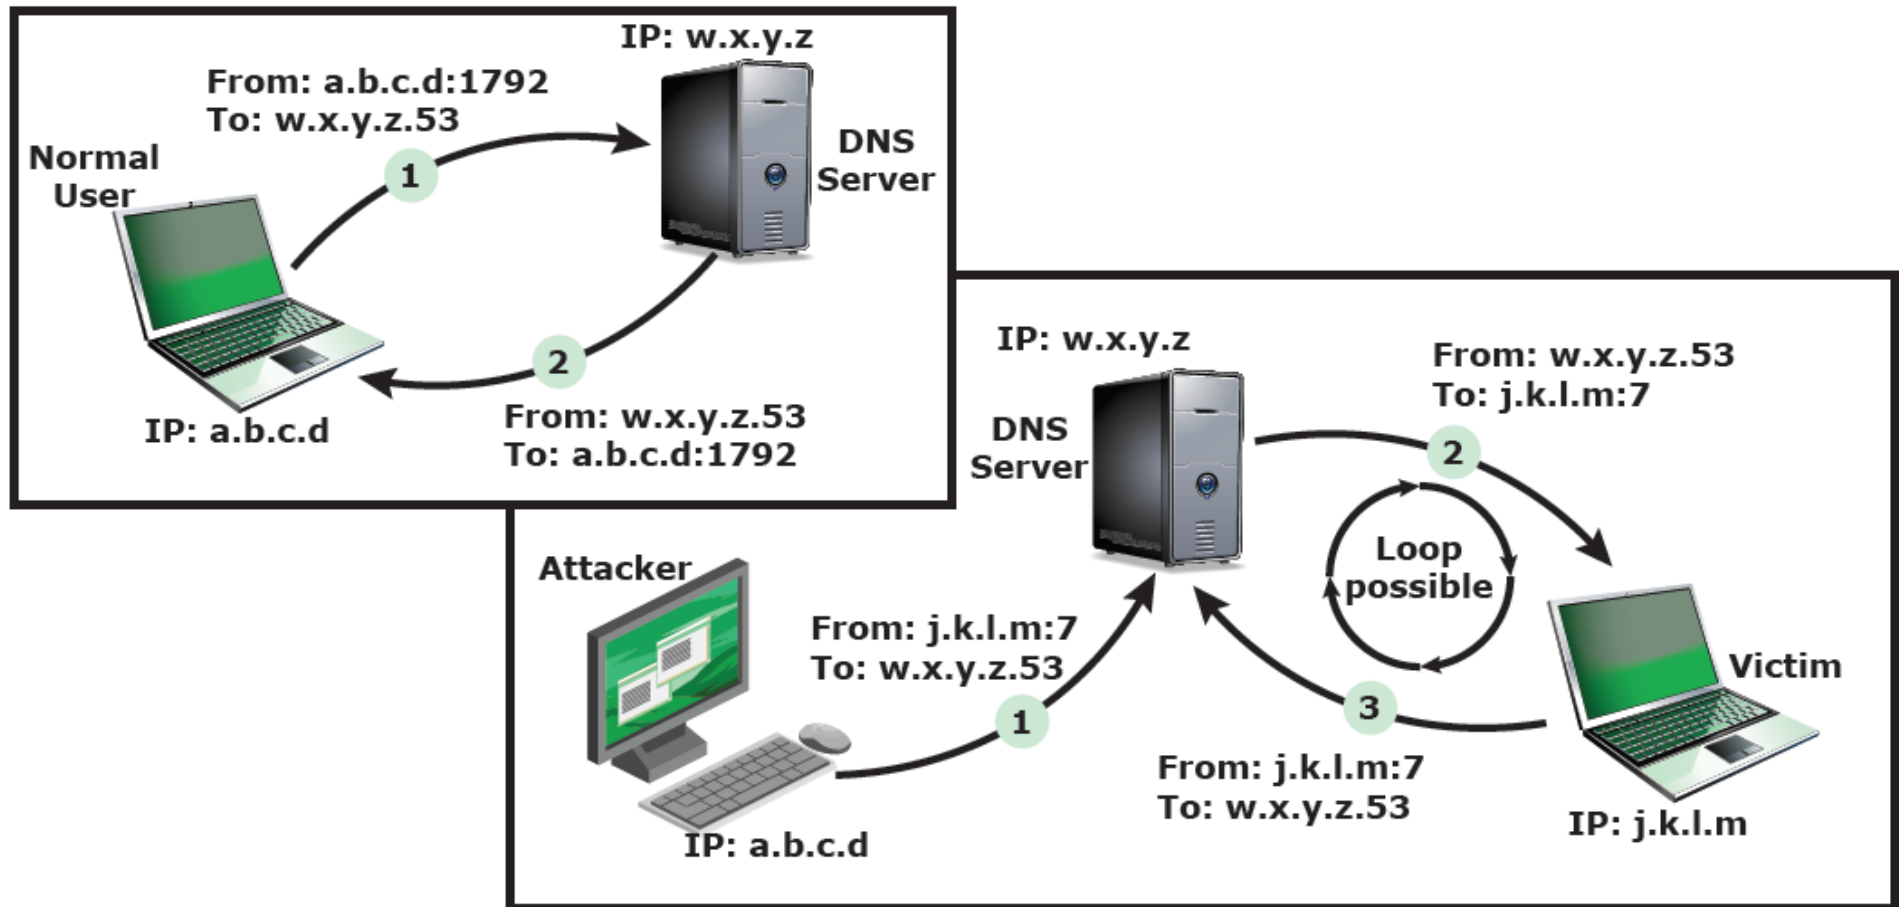 IP: w.x.y.z
From: a.b.c.d:1792
To: w.x.y.z.53
Normal
User
DNS
Server
1
2
IP: a.b.c.d
From: w.x.y.z.53
To: a.b.c.d:1792
IP: w.x.y.z
From: w.x.y.z.53
To: j.k.l.m:7
DNS
Server
2
Loop
possible
Attacker
From: j.k.l.m:7
To: w.x.y.z.53
1
Victim
3
From: j.k.l.m:7
To: w.x.y.z.53
IP: j.k.l.m
IP: a.b.c.d